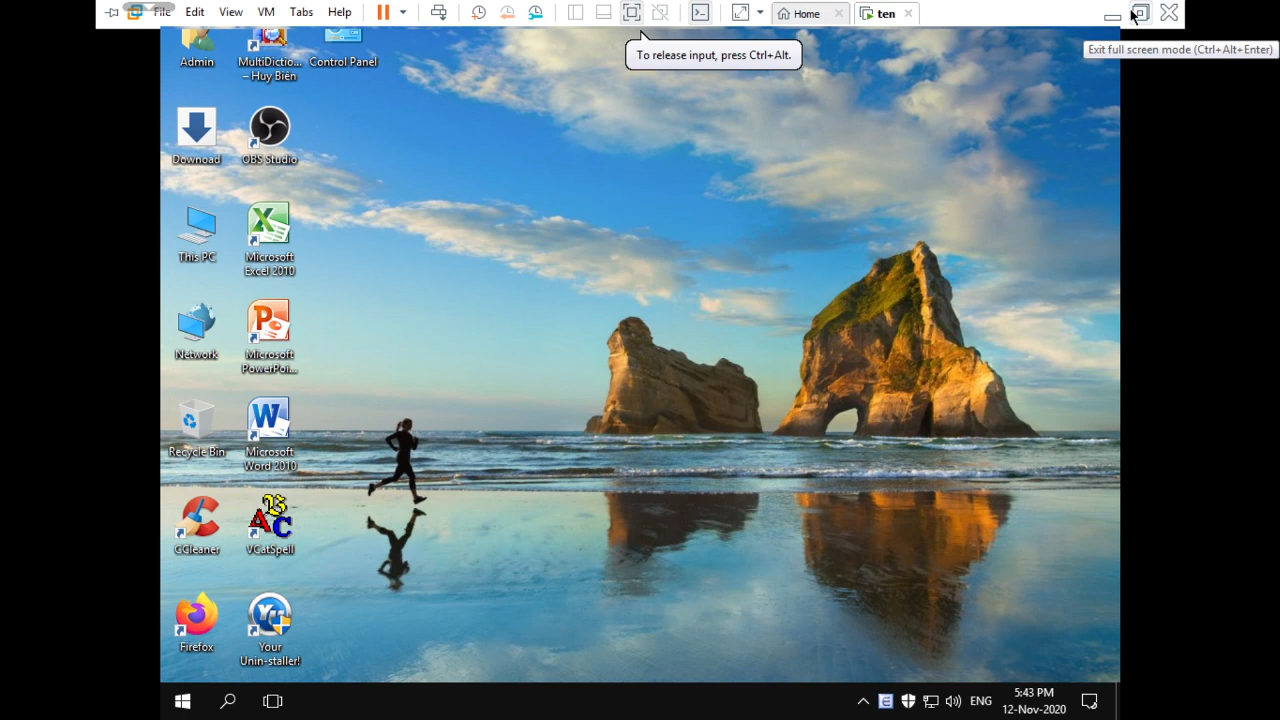 File Edit View VM Tabs Help
Home
ten
To release input, press Ctrl+Alt.
Exit full screen mode (Ctrl+Alt+Enter)
Admin
MultiDictio...
– Huy Biên
Control Panel
Downoad
OBS Studio
This PC
Microsoft
Excel 2010
Network
Microsoft
PowerPoi...
Recycle Bin
Microsoft
Word 2010
CCleaner
VCatSpell
Firefox
Your
Unin-staller!
ENG
5:43 PM
12-Nov-2020